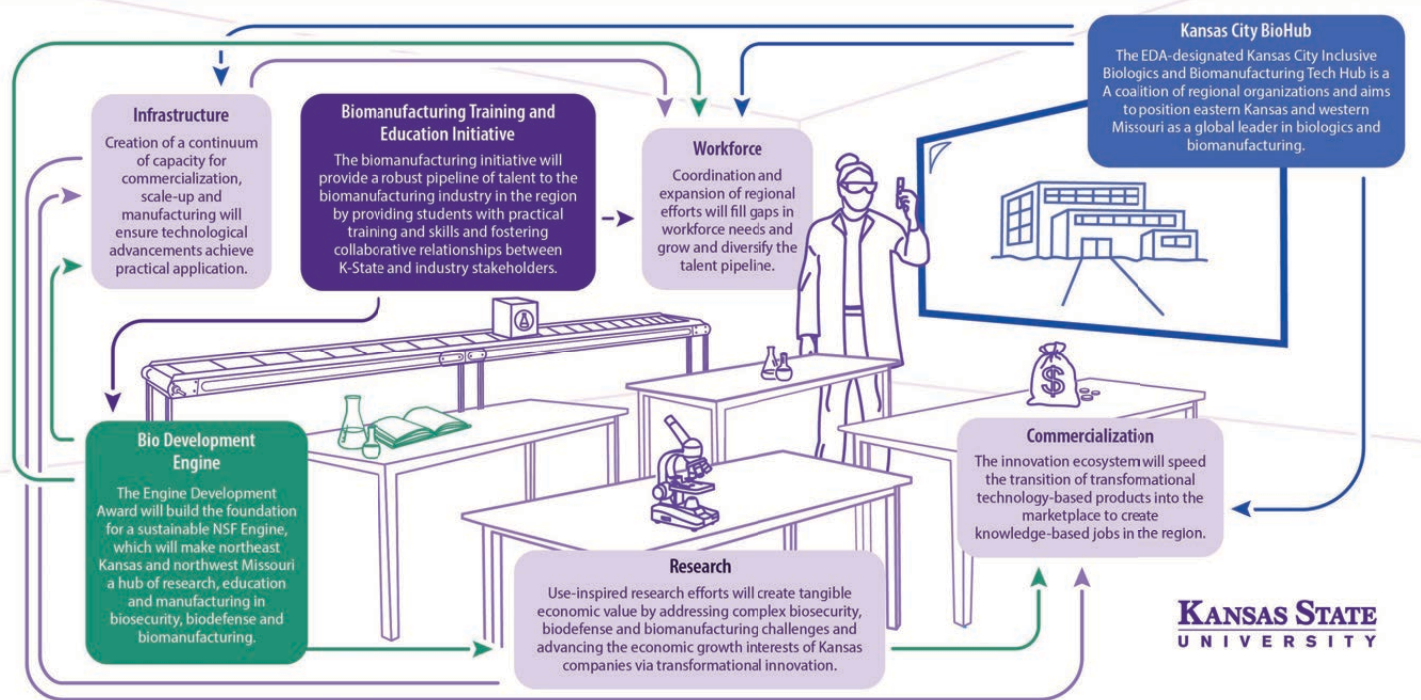 Kansas City BioHub
The EDA-designated Kansas City Inclusive
Biologics and Biomanufacturing Tech Hub is a
A coalition of regional organizations and aims
to position eastern Kansas and western
Missouri as a global leader in biologics and
biomanufacturing.
Infrastructure
Creation of a continuum
of capacity for
commercialization,
scale-up and
manufacturing will
ensure technological
advancements achieve
practical application.
Biomanufacturing Training and
Education Initiative
The biomanufacturing initiative will
provide a robust pipeline of talent to the
biomanufacturing industry in the region
by providing students with practical
training and skills and fostering
collaborative relationships between
K-State and industry stakeholders.
Workforce
Coordination and
expansion of regional
efforts will fill gaps in
workforce needs and
grow and diversify the
talent pipeline.
$
Bio Development
Engine
The Engine Development
Award will build the foundation
for a sustainable NSF Engine,
which will make northeast
Kansas and northwest Missouri
a hub of research, education
and manufacturing in
biosecurity, biodefense and
biomanufacturing.
Commercialization
The innovation ecosystem will speed
the transition of transformational
technology-based products into the
marketplace to create
knowledge-based jobs in the region.
Research
Use-inspired research efforts will create tangible
economic value by addressing complex biosecurity,
biodefense and biomanufacturing challenges and
advancing the economic growth interests of Kansas
companies via transformational innovation.
KANSAS STATE
UNIVERSITY